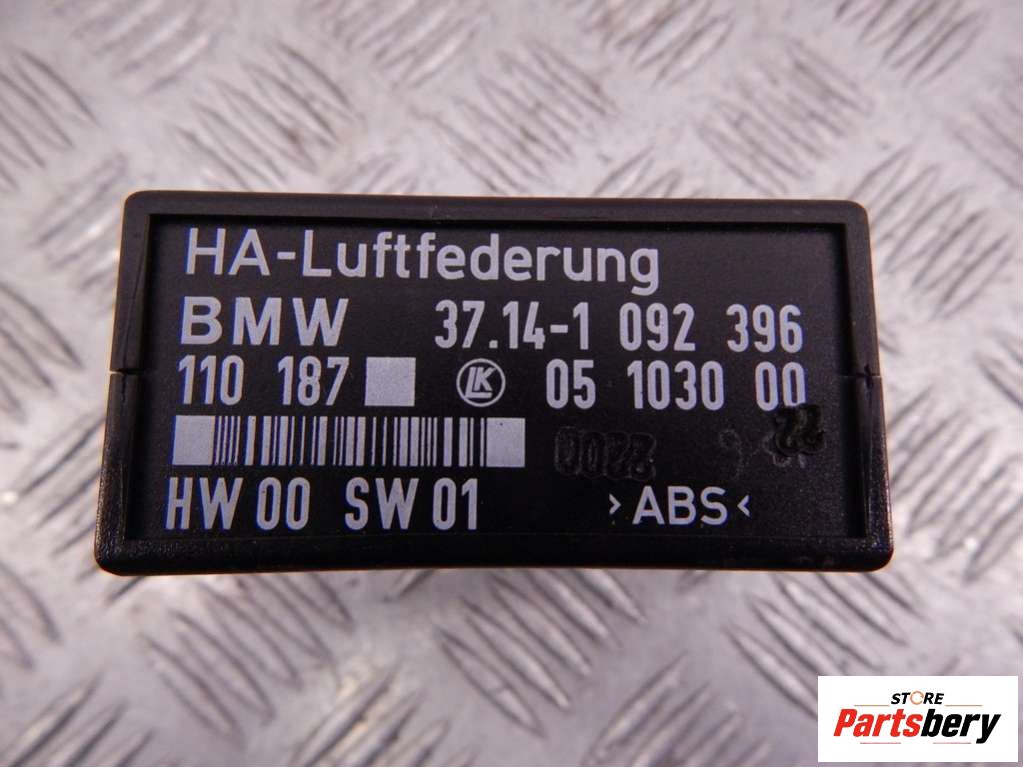 HA-Luftfederung
BMW 37.14-1 092 396
110 187 LK 05 1030 00
22
HW 00 SW 01 >ABS<
STORE
Partsbery